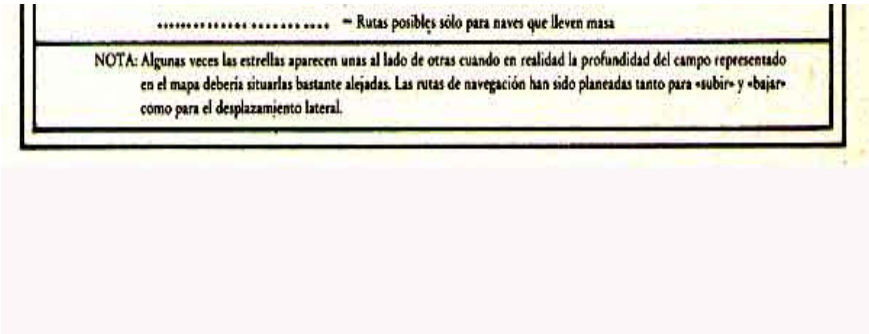 ........................... = Rutas posibles sólo para naves que lleven masa
NOTA: Algunas veces las estrellas aparecen unas al lado de otras cuando en realidad la profundidad del campo representado
en el mapa debería situarlas bastante alejadas. Las rutas de navegación han sido planeadas tanto para «subir» y «bajar»
como para el desplazamiento lateral.